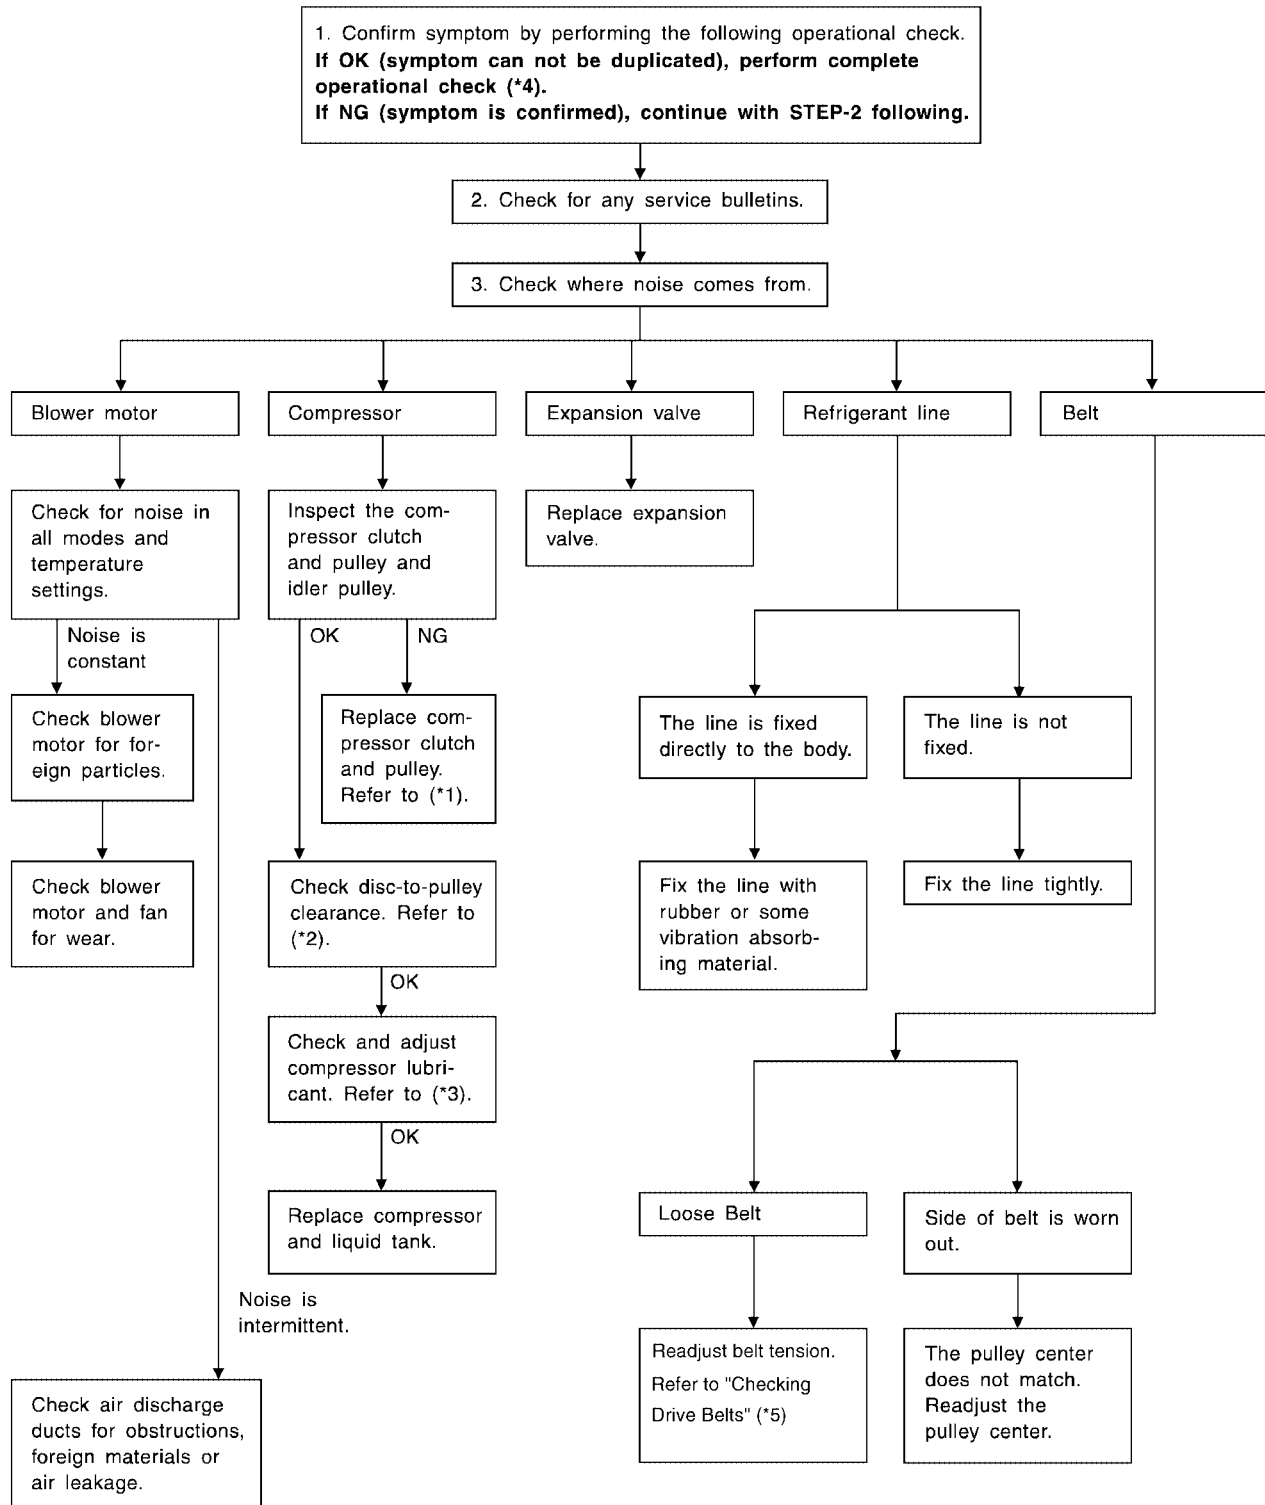 1. Confirm symptom by performing the following operational check.
If OK (symptom can not be duplicated), perform complete
operational check (*4).
If NG (symptom is confirmed), continue with STEP-2 following.
2. Check for any service bulletins.
3. Check where noise comes from.
Blower motor
Compressor
Expansion valve
Refrigerant line
Belt
Check for noise in
all modes and
temperature
settings.
Inspect the com-
pressor clutch
and pulley and
idler pulley.
Replace expansion
valve.
Noise is
constant
OK
NG
Check blower
motor for for-
eign particles.
Replace com-
pressor clutch
and pulley.
Refer to (*1).
The line is fixed
directly to the body.
The line is not
fixed.
Check blower
motor and fan
for wear.
Check disc-to-pulley
clearance. Refer to
(*2).
Fix the line with
rubber or some
vibration absorb-
ing material.
Fix the line tightly.
OK
Check and adjust
compressor lubri-
cant. Refer to (*3).
OK
Replace compressor
and liquid tank.
Loose Belt
Side of belt is worn
out.
Noise is
intermittent.
Readjust belt tension.
Refer to "Checking
Drive Belts" (*5)
The pulley center
does not match.
Readjust the
pulley center.
Check air discharge
ducts for obstructions,
foreign materials or
air leakage.